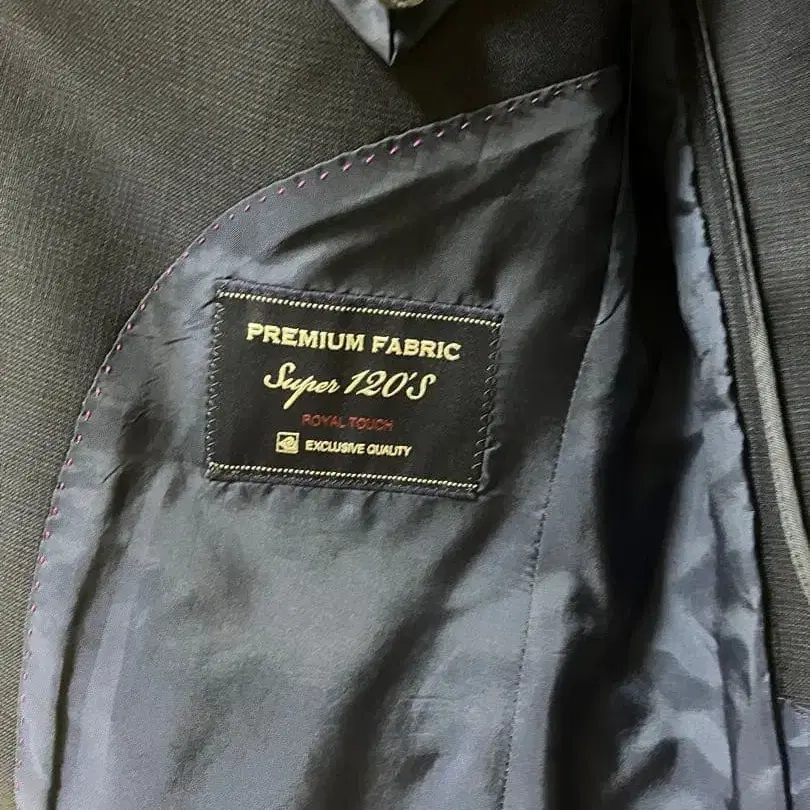 PREMIUM FABRIC
Super 120'S
ROYAL TOUCH
EXCLUSIVE QUALITY